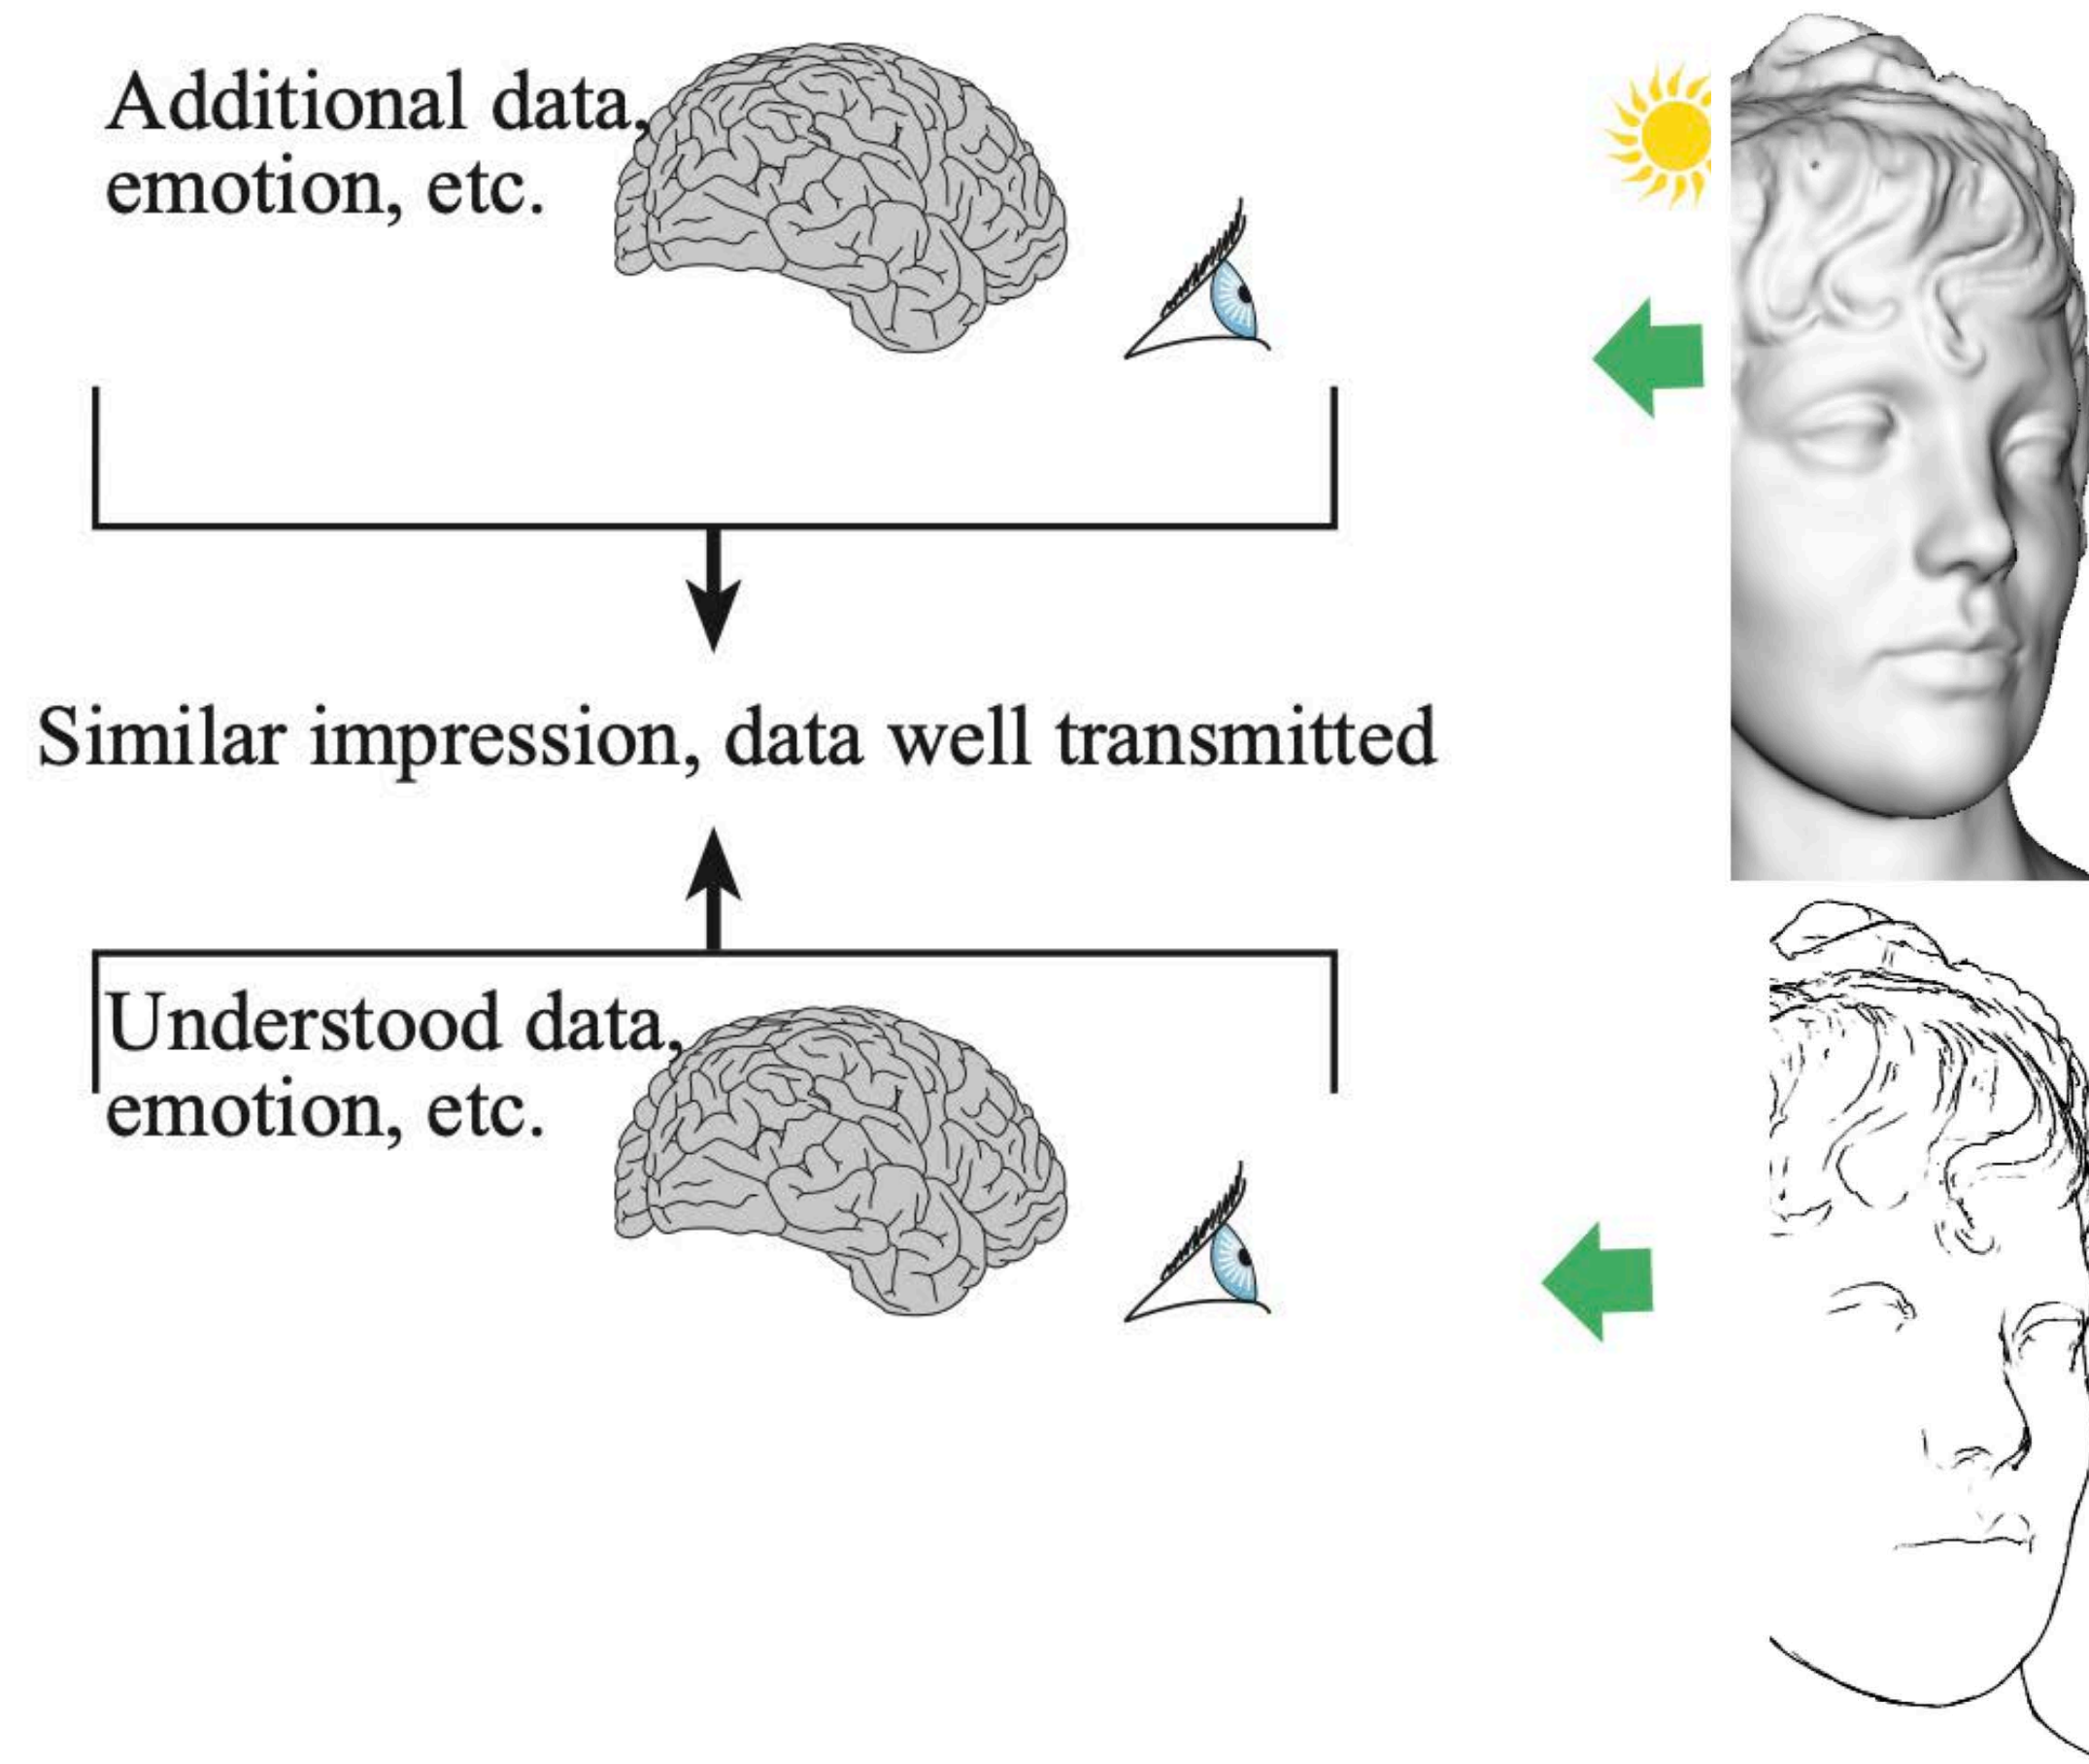 Additional data,
emotion, etc.
Similar impression, data well transmitted
Understood data,
emotion, etc.